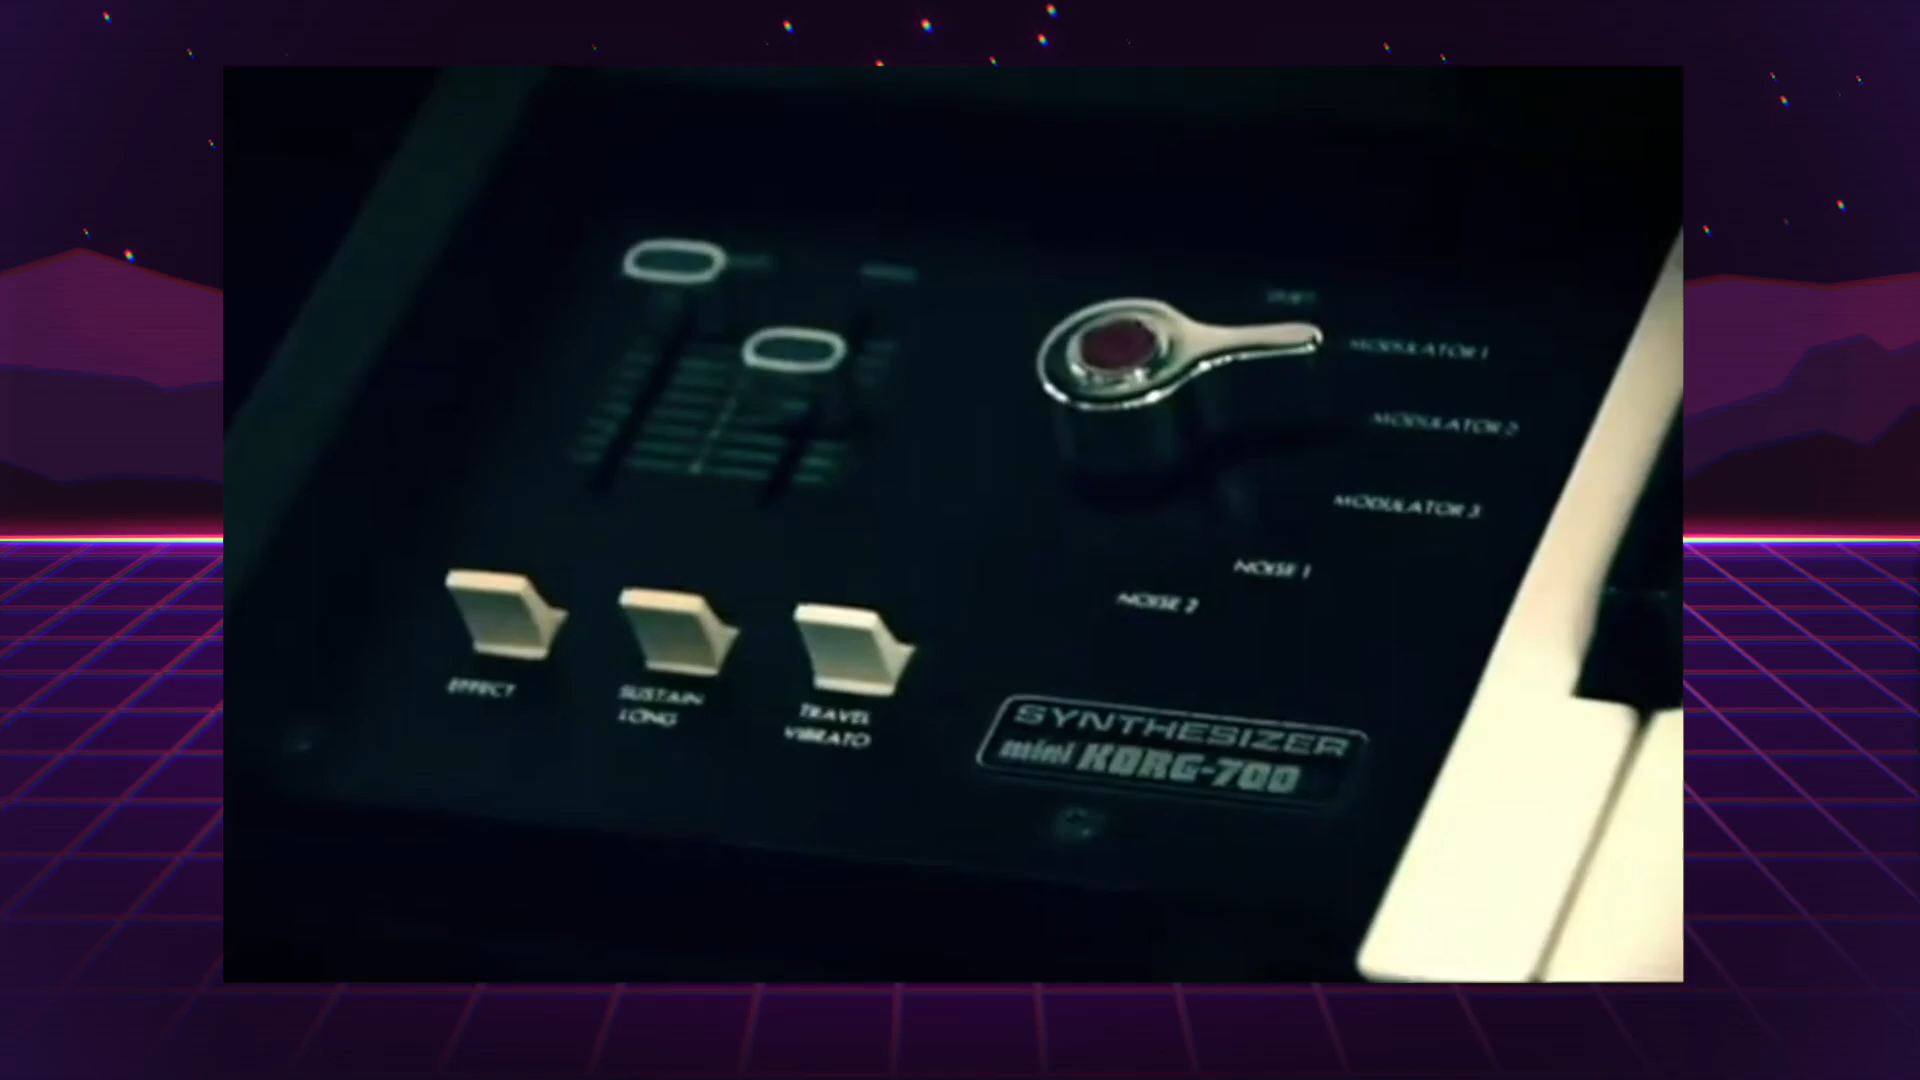 MODULATOR 1
MODULATOR 2
MODULATOR 3
NOISE 1
NOISE 2
EFFECT
SUSTAIN
LONG
TRAVEL
VIBRATO
SYNTHESIZER
mini KORG-700